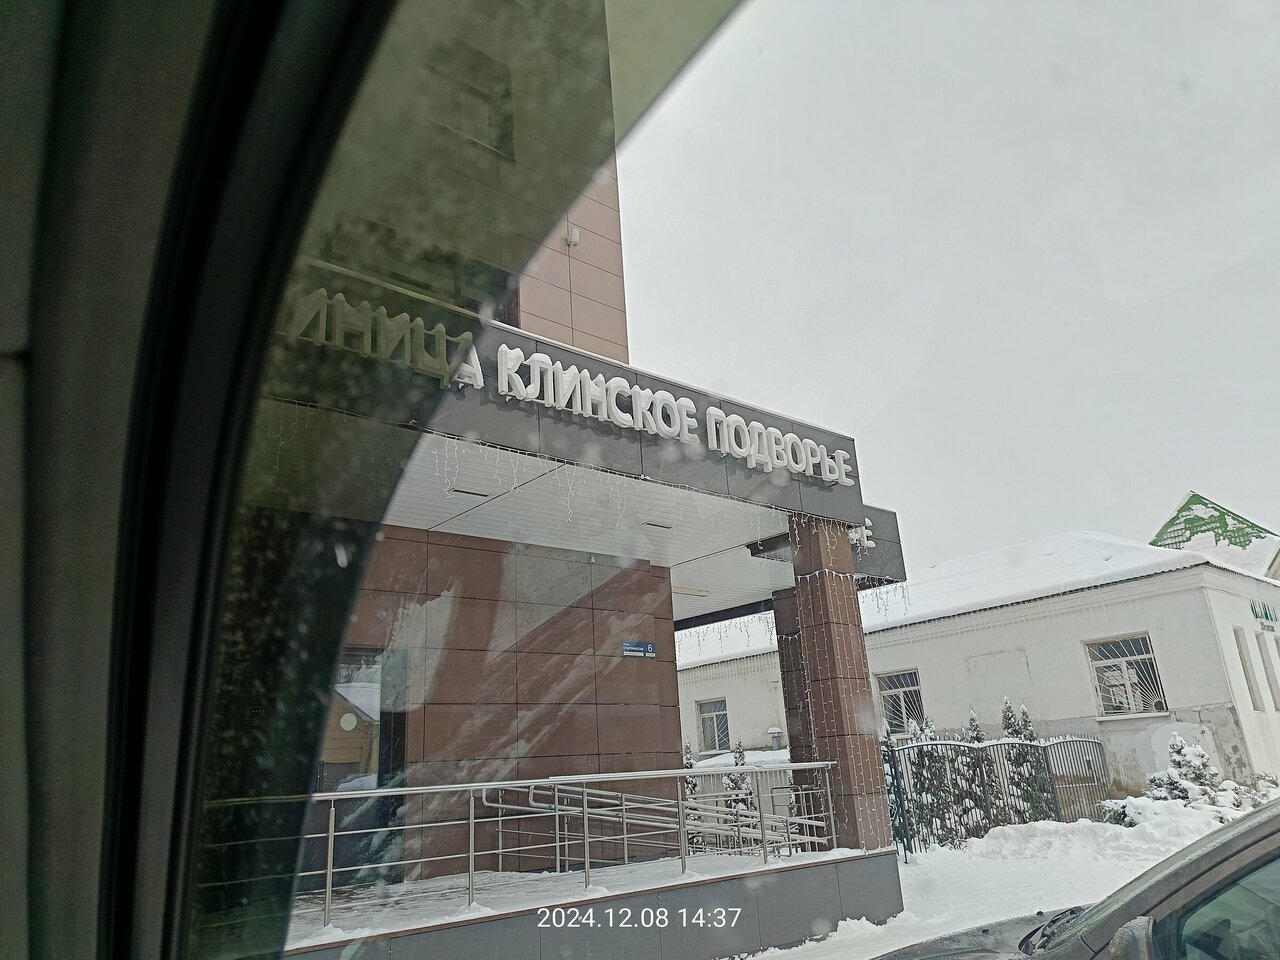 ИНИЦА КЛИНСКОЕ ПОДВОРЬЕ
Е
6
2024.12.08 14:37